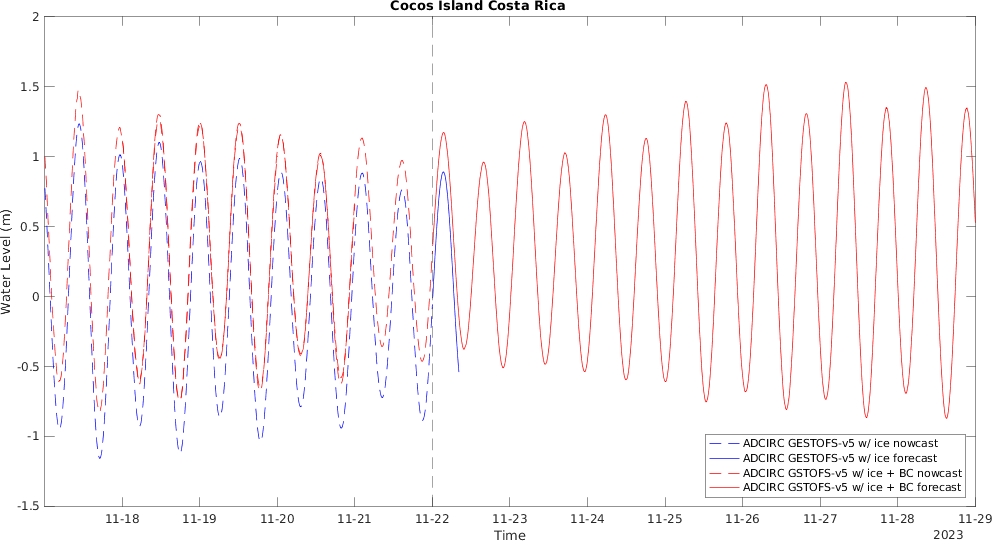 Cocos Island Costa Rica
Water Level (m)
2
1.5
1
0.5
0
-0.5
-1
-1.5
ADCIRC GESTOFS-v5 w/ ice nowcast
ADCIRC GESTOFS-v5 w/ ice forecast
ADCIRC GSTOFS-v5 w/ ice + BC nowcast
ADCIRC GSTOFS-v5 w/ ice + BC forecast
11-18 11-19 11-20 11-21 11-22 11-23 11-24 11-25 11-26 11-27 11-28 11-29
Time
2023